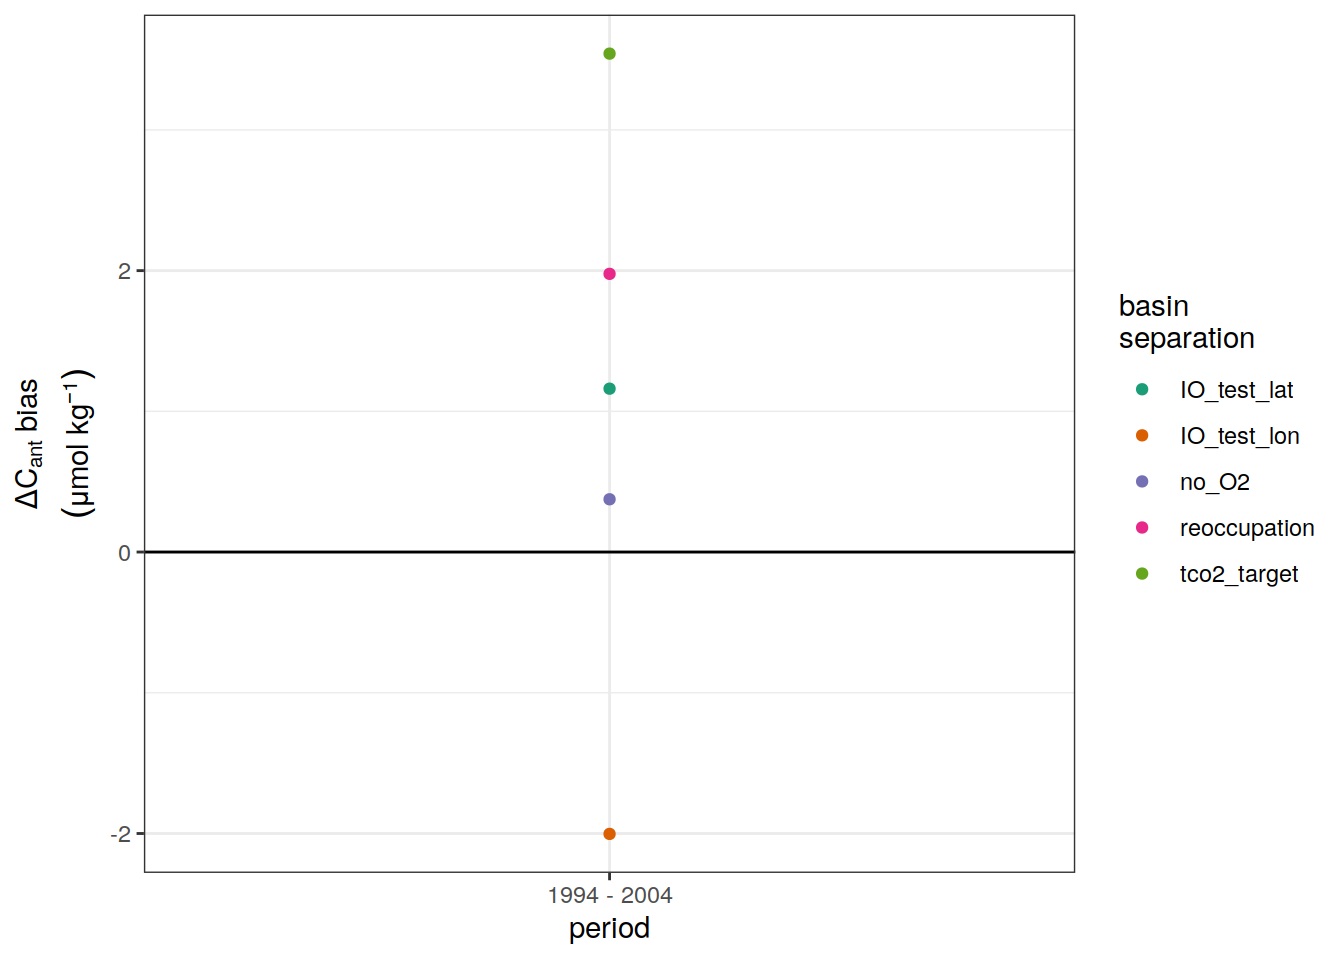 ΔCant bias
(μmol kg⁻¹)
2
0
-2
1994 - 2004
period
basin
separation
IO_test_lat
IO_test_lon
no_O2
reoccupation
tco2_target